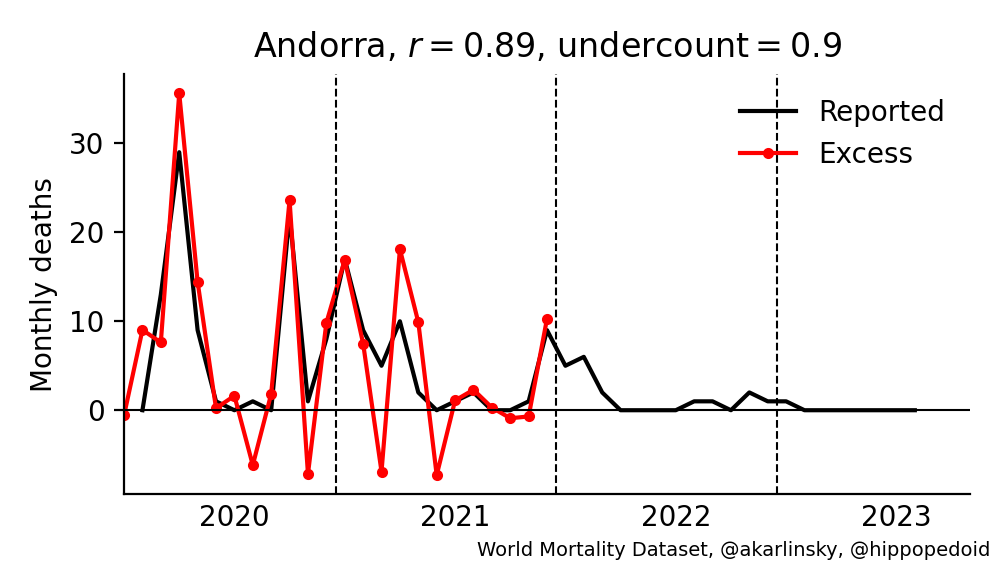 Andorra, r = 0.89, undercount = 0.9
Reported
Excess
Monthly deaths
30
20
10
0
2020 2021 2022 2023
World Mortality Dataset, @akarlinsky, @hippopedoid